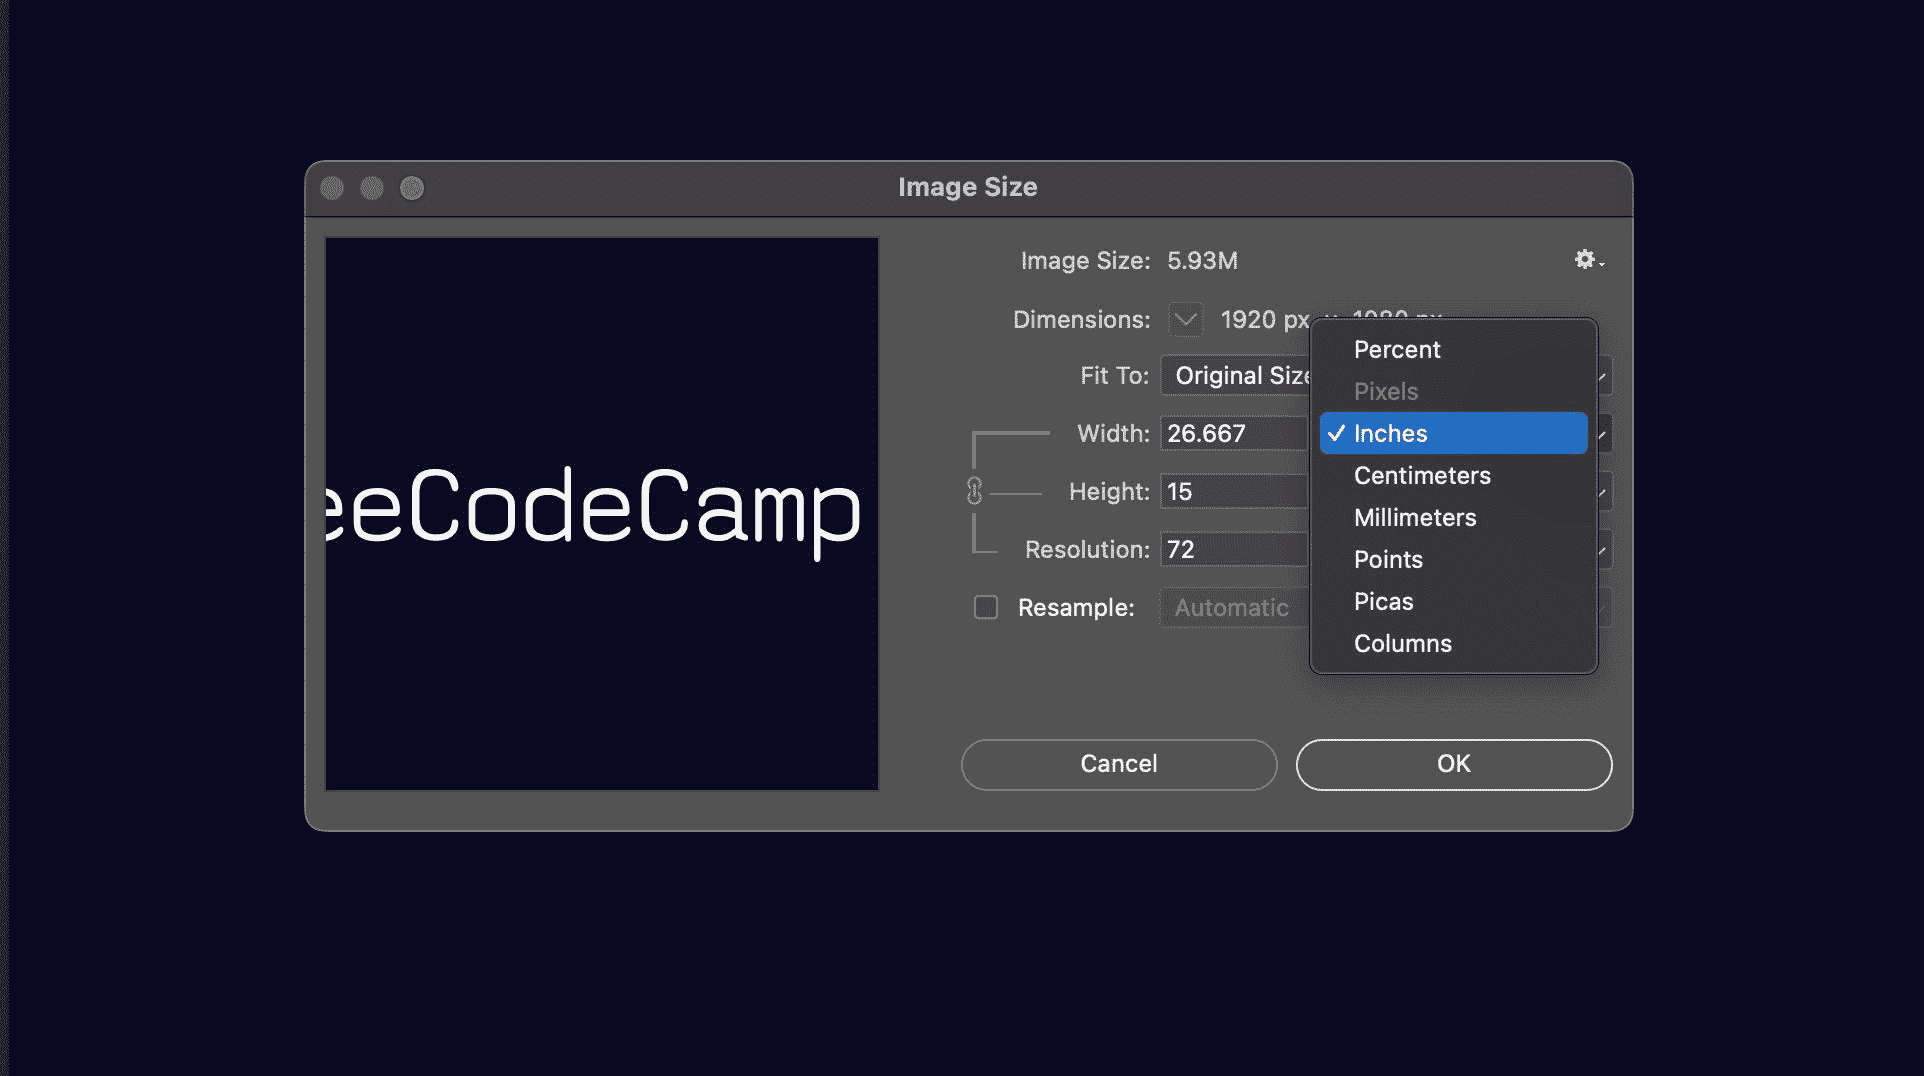 Image Size
eeCodeCamp
Image Size: 5.93M
Dimensions: 1920 px
Fit To: Original Size
Width: 26.667
Height: 15
Resolution: 72
Resample: Automatic
Percent
Pixels
✓ Inches
Centimeters
Millimeters
Points
Picas
Columns
Cancel
OK